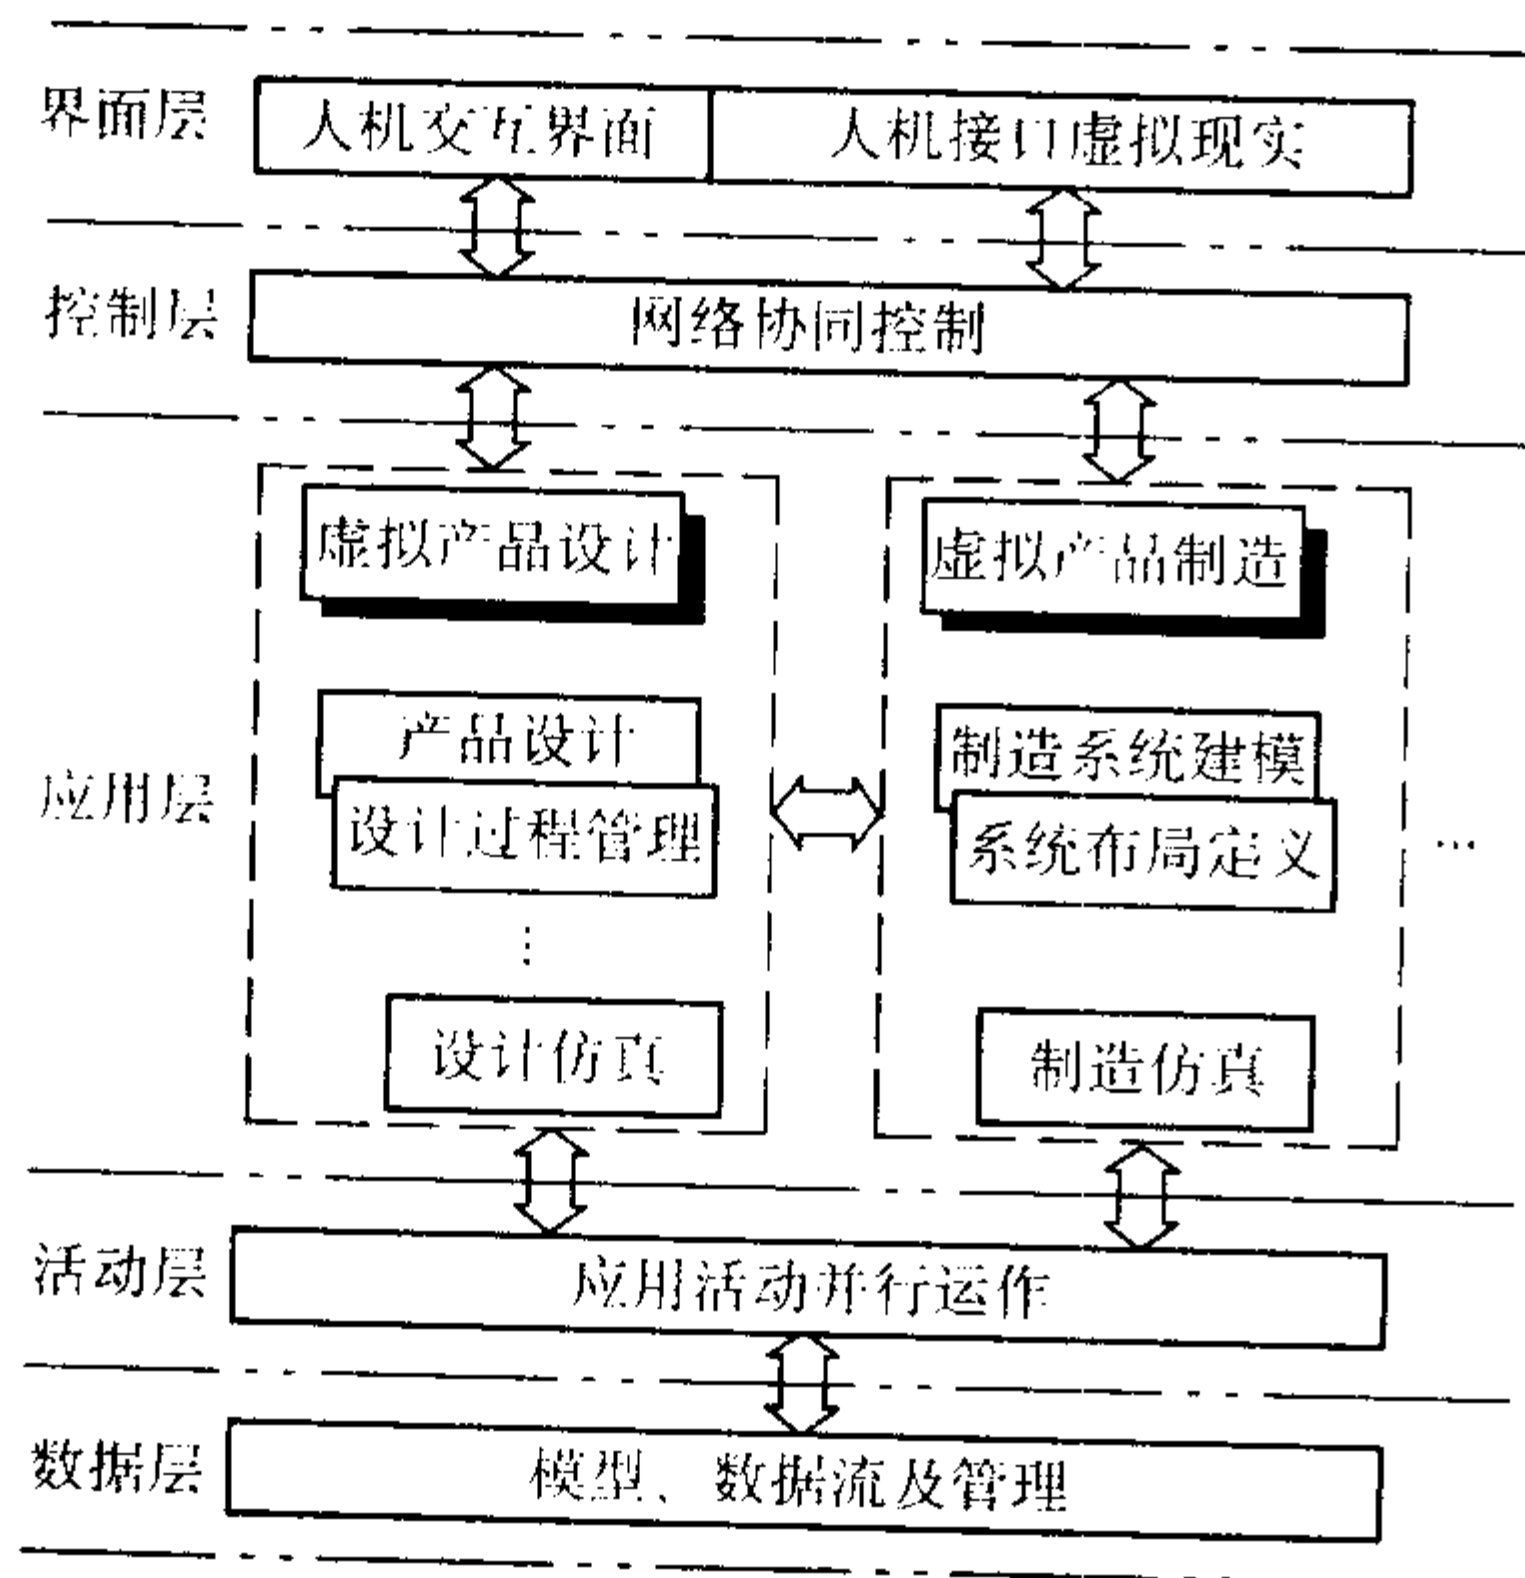 界面层
人机交互界面
人机接口虚拟现实
控制层
网络协同控制
虚拟产品设计
虚拟产品制造
产品设计
制造系统建模
应用层
设计过程管理
系统布局定义
…
⋮
设计仿真
制造仿真
活动层
应用活动并行运作
数据层
模型、数据流及管理